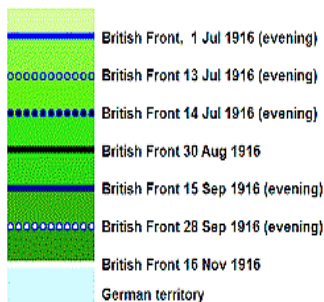 British Front, 1 Jul 1916 (evening)
British Front 13 Jul 1916 (evening)
British Front 14 Jul 1916 (evening)
British Front 30 Aug 1916
British Front 15 Sep 1916 (evening)
British Front 28 Sep 1916 (evening)
British Front 16 Nov 1916
German territory